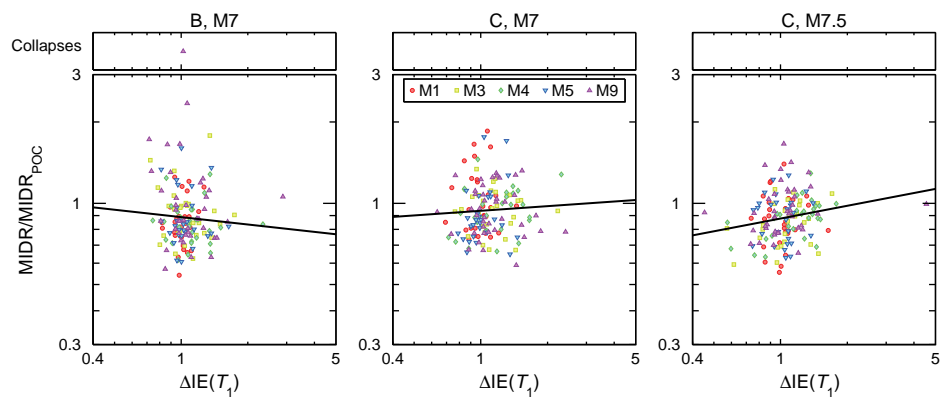 B, M7 C, M7 C, M7.5
Collapses
3 3 3
M1 M3 M4 M5 M9
MIDR/MIDR_POC
1 1 1
0.3 0.3 0.3
0.4 1 5 0.4 1 5 0.4 1 5
ΔIE(T_1) ΔIE(T_1) ΔIE(T_1)